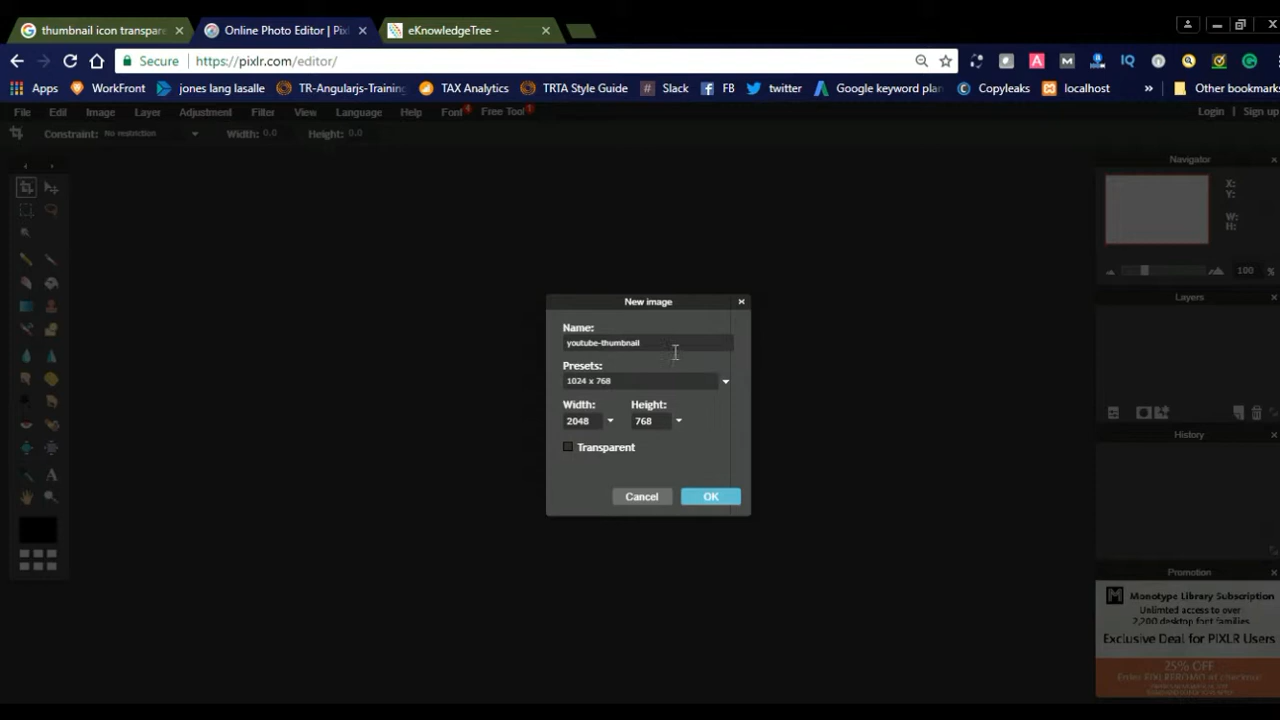 thumbnail icon transpare
Online Photo Editor | Pixl
eKnowledgeTree -
Secure
https://pixlr.com/editor/
Apps
WorkFront
jones lang lasalle
TR-Angularjs-Training
TAX Analytics
TRTA Style Guide
Slack
FB
twitter
Google keyword plan
Copyleaks
localhost
»
Other bookmarks
File Edit Image Layer Adjustment Filter View Language Help Font Free Tool
Login | Sign up
Constraint: No restriction Width: 0.0 Height: 0.0
Navigator
X:
Y:
W:
H:
100 %
Layers
History
New image
Name:
youtube-thumbnail
Presets:
1024 x 768
Width: Height:
2048 768
Transparent
Cancel OK
Promotion
Monotype Library Subscription
Unlimited access to over
2,200 desktop font families
Exclusive Deal for PIXLR Users
25% OFF